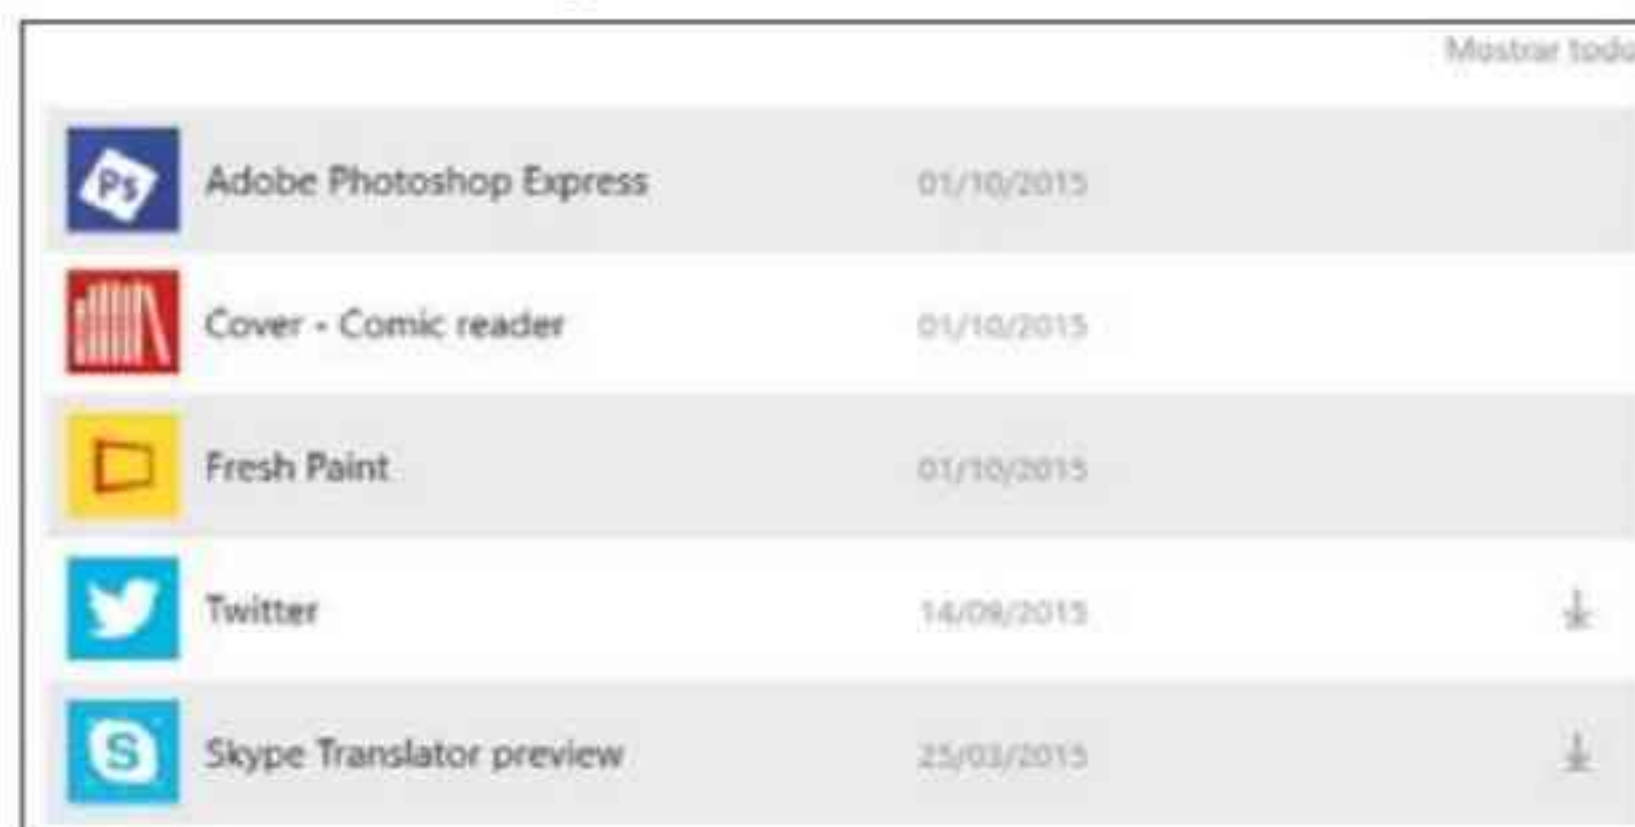 Mostrar todo
Ps
Adobe Photoshop Express 01/10/2015
Cover - Comic reader 01/10/2015
Fresh Paint 01/10/2015
Twitter 14/09/2015
S
Skype Translator preview 25/03/2015